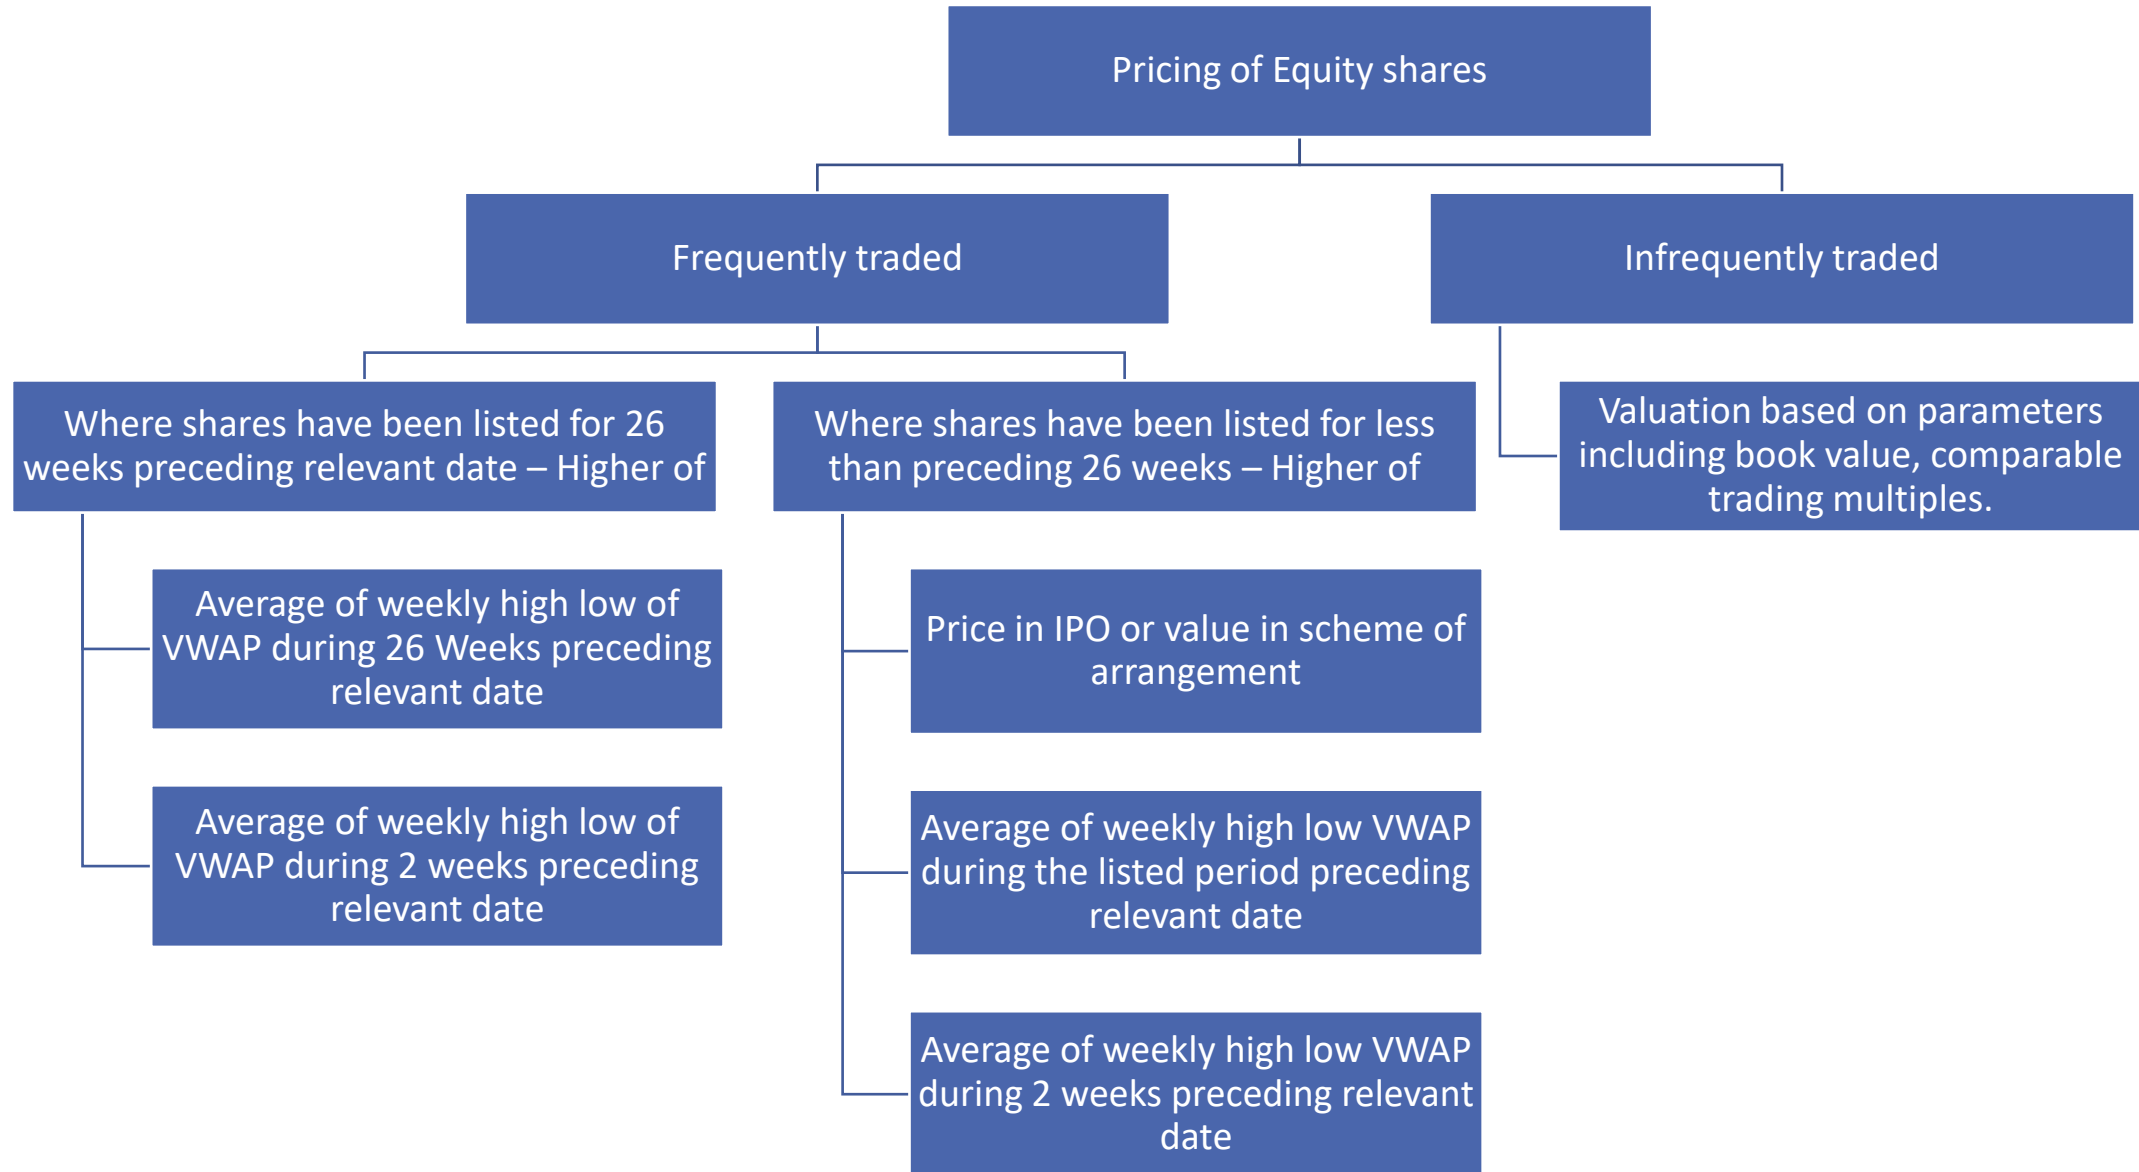 Pricing of Equity shares
Frequently traded
Infrequently traded
Where shares have been listed for 26
weeks preceding relevant date – Higher of
Where shares have been listed for less
than preceding 26 weeks – Higher of
Valuation based on parameters
including book value, comparable
trading multiples.
Average of weekly high low of
VWAP during 26 Weeks preceding
relevant date
Average of weekly high low of
VWAP during 2 weeks preceding
relevant date
Price in IPO or value in scheme of
arrangement
Average of weekly high low VWAP
during the listed period preceding
relevant date
Average of weekly high low VWAP
during 2 weeks preceding relevant
date